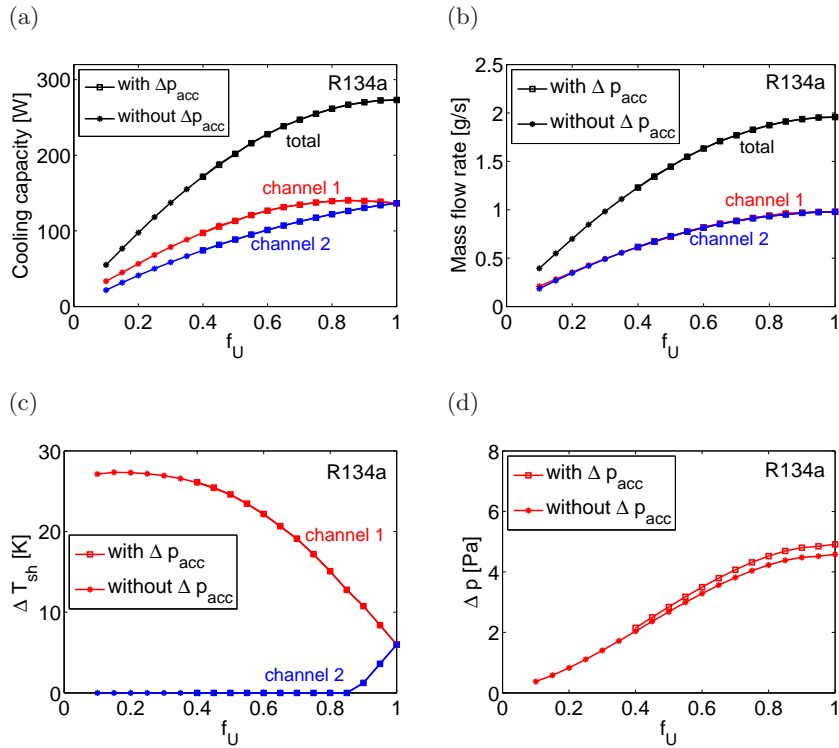 (a)
300
200
100
0
Cooling capacity [W]
with Δp_acc
without Δp_acc
R134a
total
channel 1
channel 2
0 0.2 0.4 0.6 0.8 1
f_U
(b)
2.5
2
1.5
1
0.5
0
Mass flow rate [g/s]
with Δ p_acc
without Δ p_acc
R134a
total
channel 1
channel 2
0 0.2 0.4 0.6 0.8 1
f_U
(c)
30
20
10
0
Δ T_sh [K]
R134a
channel 1
with Δ p_acc
without Δ p_acc
channel 2
0 0.2 0.4 0.6 0.8 1
f_U
(d)
8
6
4
2
0
Δ p [Pa]
with Δ p_acc
without Δ p_acc
R134a
0 0.2 0.4 0.6 0.8 1
f_U